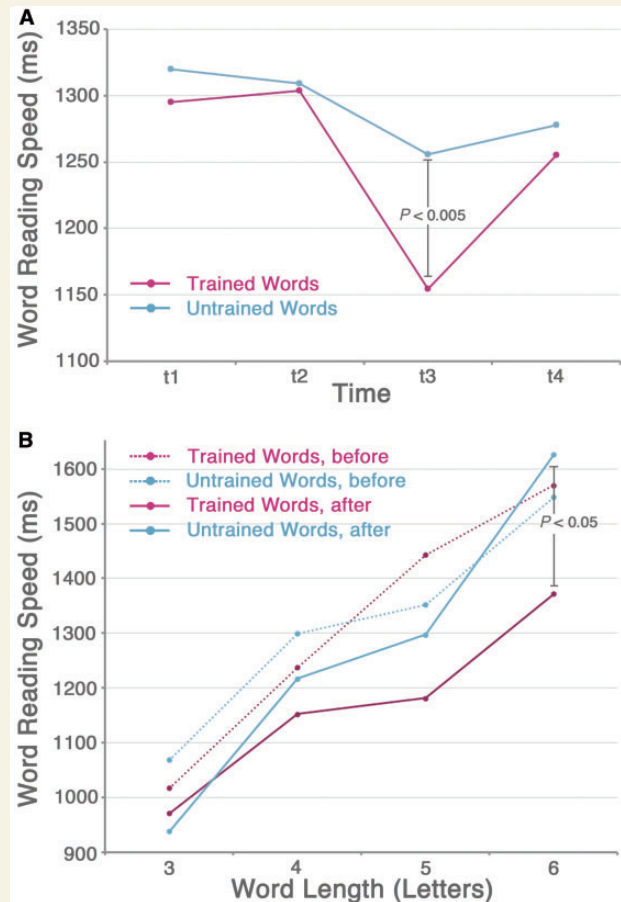 A
1350
1300
1250
1200
1150
1100
Word Reading Speed (ms)
P < 0.005
Trained Words
Untrained Words
t1 t2 t3 t4
Time
B
Trained Words, before
Untrained Words, before
Trained Words, after
Untrained Words, after
1600
1500
1400
1300
1200
1100
1000
900
Word Reading Speed (ms)
P < 0.05
3 4 5 6
Word Length (Letters)